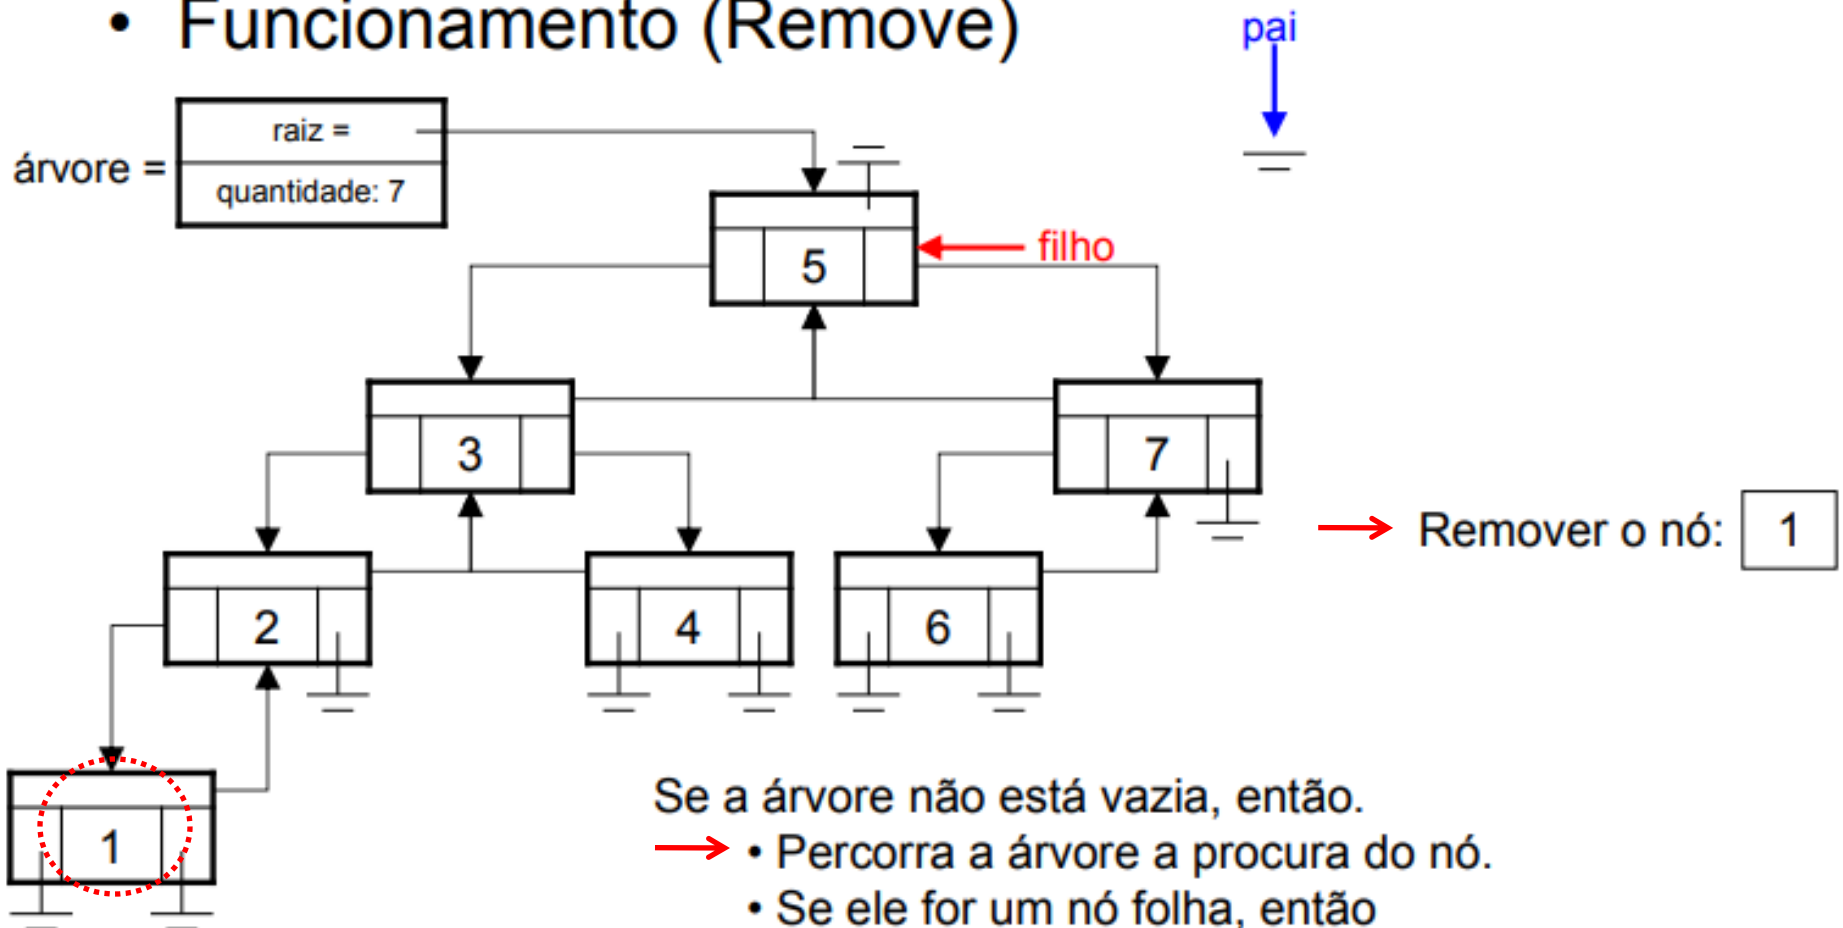 • Funcionamento (Remove)
pai
raiz =
árvore =
quantidade: 7
filho
5
3
7
Remover o nó: 1
2
4
6
1
Se a árvore não está vazia, então.
• Percorra a árvore a procura do nó.
• Se ele for um nó folha, então